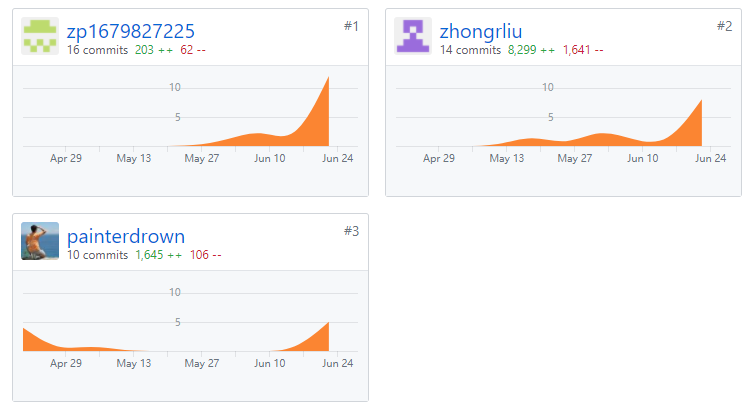 zp1679827225
#1
16 commits 203 ++ 62 --
10
5
Apr 29 May 13 May 27 Jun 10 Jun 24
zhongrliu
#2
14 commits 8,299 ++ 1,641 --
10
5
Apr 29 May 13 May 27 Jun 10 Jun 24
painterdrown
#3
10 commits 1,645 ++ 106 --
10
5
Apr 29 May 13 May 27 Jun 10 Jun 24